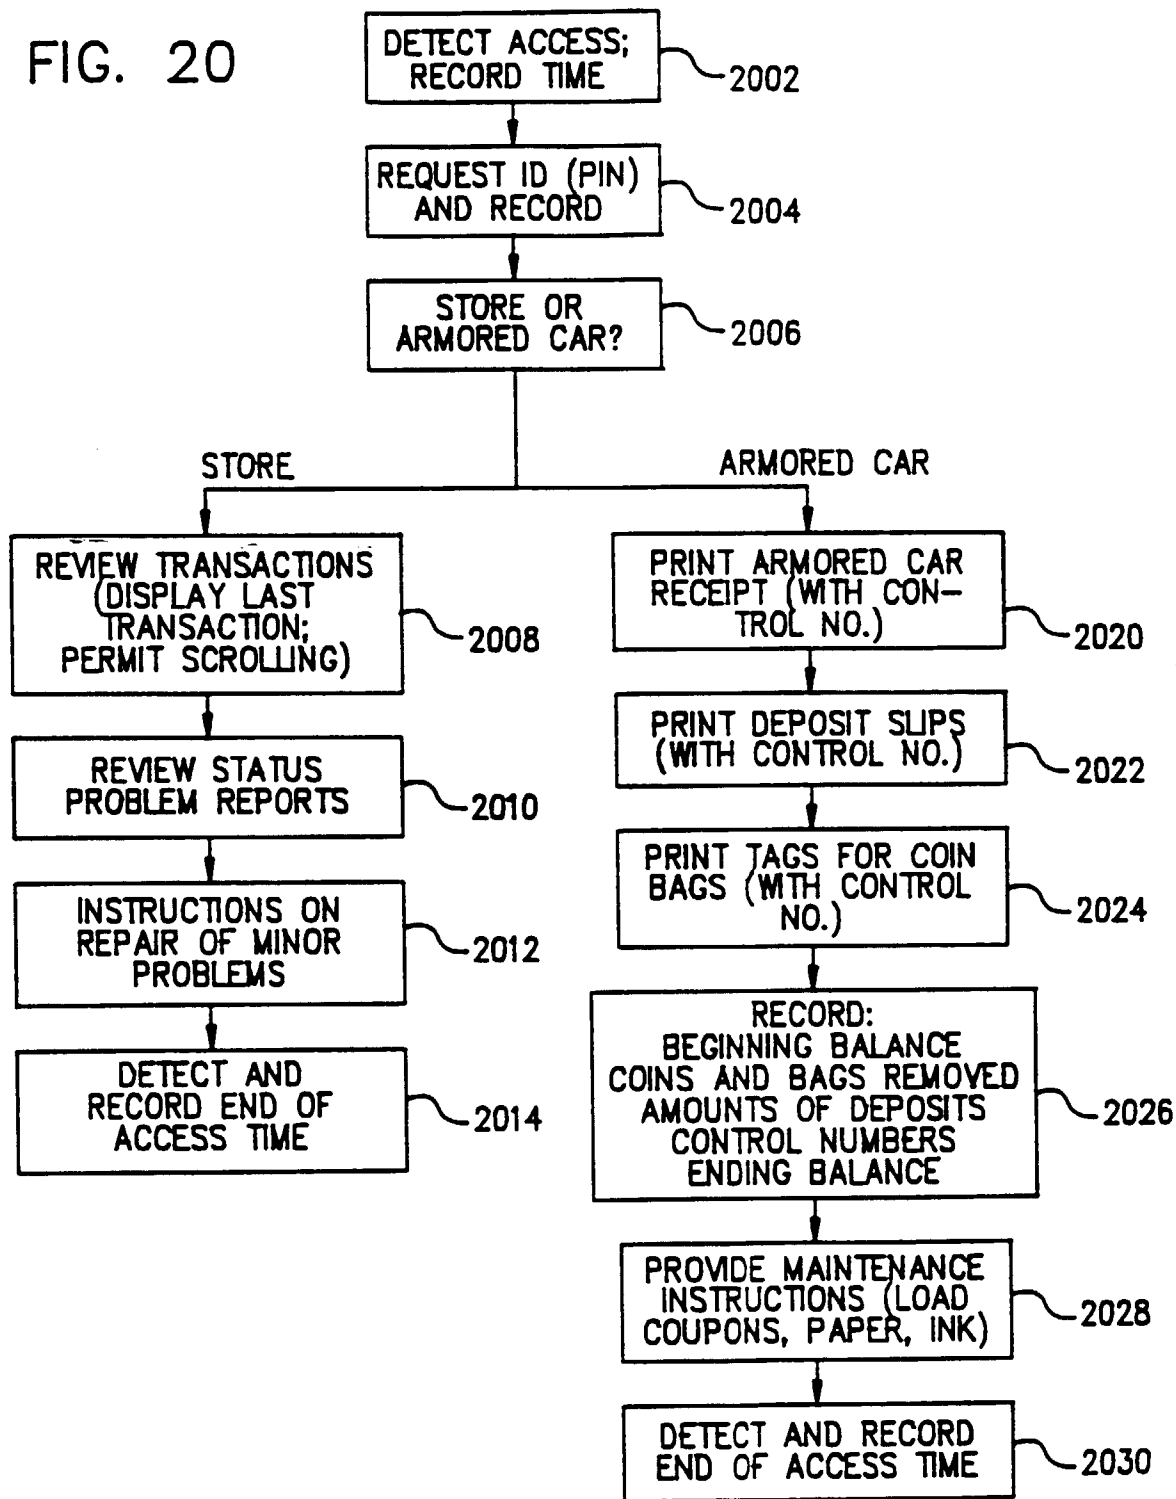 FIG. 20
DETECT ACCESS;
RECORD TIME
2002
REQUEST ID (PIN)
AND RECORD
2004
STORE OR
ARMORED CAR?
2006
STORE
ARMORED CAR
REVIEW TRANSACTIONS
(DISPLAY LAST
TRANSACTION;
PERMIT SCROLLING)
2008
REVIEW STATUS
PROBLEM REPORTS
2010
INSTRUCTIONS ON
REPAIR OF MINOR
PROBLEMS
2012
DETECT AND
RECORD END OF
ACCESS TIME
2014
PRINT ARMORED CAR
RECEIPT (WITH CON-
TROL NO.)
2020
PRINT DEPOSIT SLIPS
(WITH CONTROL NO.)
2022
PRINT TAGS FOR COIN
BAGS (WITH CONTROL
NO.)
2024
RECORD:
BEGINNING BALANCE
COINS AND BAGS REMOVED
AMOUNTS OF DEPOSITS
CONTROL NUMBERS
ENDING BALANCE
2026
PROVIDE MAINTENANCE
INSTRUCTIONS (LOAD
COUPONS, PAPER, INK)
2028
DETECT AND RECORD
END OF ACCESS TIME
2030